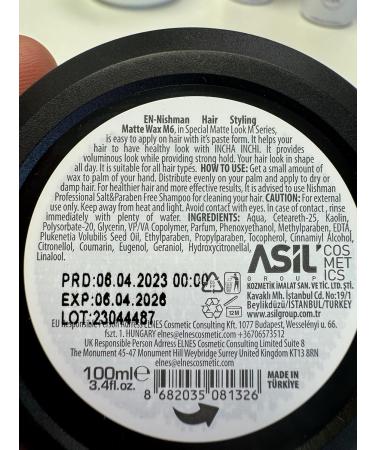 EN-Nishman Hair Styling
Matte Wax M6, in Special Matte Look M Series,
is easy to apply on hair with it's paste form. It helps your
hair to have healthy look with INCHA INCHI. It provides
voluminous look while providing strong hold. Your hair look in shape
all day. It is suitable for all hair types. HOW TO USE: Get a small amount of
wax to palm of your hand. Distribute evenly on your palm and apply to dry or
damp hair. For healthier hair and more effective results, It is advised to use Nishman
Professional Salt&Paraben Free Shampoo for cleaning your hair. CAUTION: For external
use only. Keep away from heat and light. Avoid contact with eyes. In case of contact, rinse
immediately with plenty of water. INGREDIENTS: Aqua, Ceteareth-25, Kaolin,
Polysorbate-20, Glycerin, VP/VA Copolymer, Parfum, Phenoxyethanol, Methylparaben, EDTA,
Plukenetia Volubilis Seed Oil, Ethylparaben, Propylparaben, Tocopherol, Cinnamyl Alcohol,
Citronellol, Coumarin, Eugenol, Geraniol, Hydroxycitronellal,
Linalool.
ASİL
GROUP
COS
MET
ICS
PRD:06.04.2023 00:00
EXP:06.04.2026
LOT:23044487
12M
KOZMETİK İMALAT SAN. VE TİC. LTD. ŞTİ.
Kavaklı Mh. İstanbul Cd. No:19/1
Beylikdüzü/İSTANBUL/TURKEY
www.asilgroup.com.tr
EU Responsible Person Adress ELNES Cosmetic Consulting Kft. 1077 Budapest, Wesselényi u. 66.
fszt. 1. HUNGARY elnes@elnescosmetic.com +36706573512
UK Responsible Person Adress ELNES Cosmetic Consulting Limited Suite 8
The Monument 45-47 Monument Hill Weybridge Surrey United Kingdom KT13 8RN
elnes@elnescosmetic.com
100ml℮
3.4fl.oz.
8 682035 081326
MADE IN
TÜRKİYE